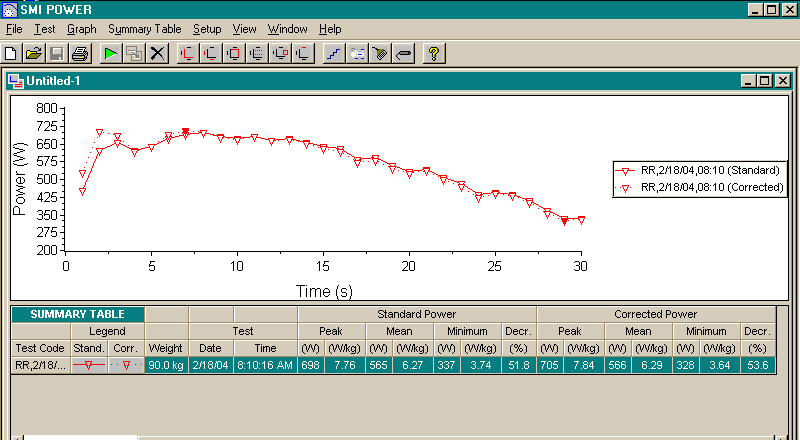 SMI POWER
File Test Graph Summary Table Setup View Window Help
Untitled-1
800
725
650
575
500
425
350
275
200
Power (W)
0 5 10 15 20 25 30
Time (s)
RR,2/18/04,08:10 (Standard)
RR,2/18/04,08:10 (Corrected)
SUMMARY TABLE Standard Power Corrected Power
Legend Test Peak Mean Minimum Decr. Peak Mean Minimum Decr.
Test Code Stand. Corr. Weight Date Time (W) (W/kg) (W) (W/kg) (W) (W/kg) (%) (W) (W/kg) (W) (W/kg) (W) (W/kg) (%)
RR,2/18/... 90.0 kg 2/18/04 8:10:16 AM 698 7.76 565 6.27 337 3.74 51.8 705 7.84 566 6.29 328 3.64 53.6